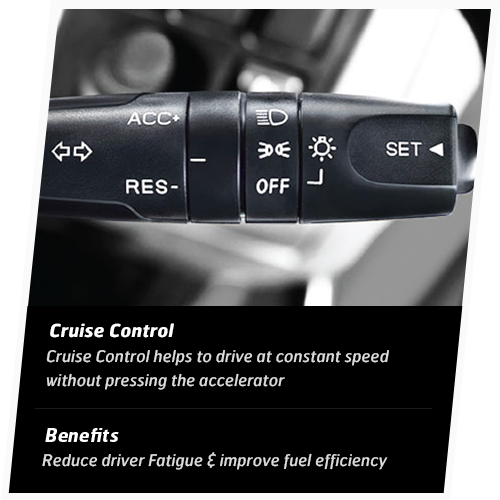 ACC+
RES-
OFF
SET
Cruise Control
Cruise Control helps to drive at constant speed
without pressing the accelerator
Benefits
Reduce driver Fatigue & improve fuel efficiency